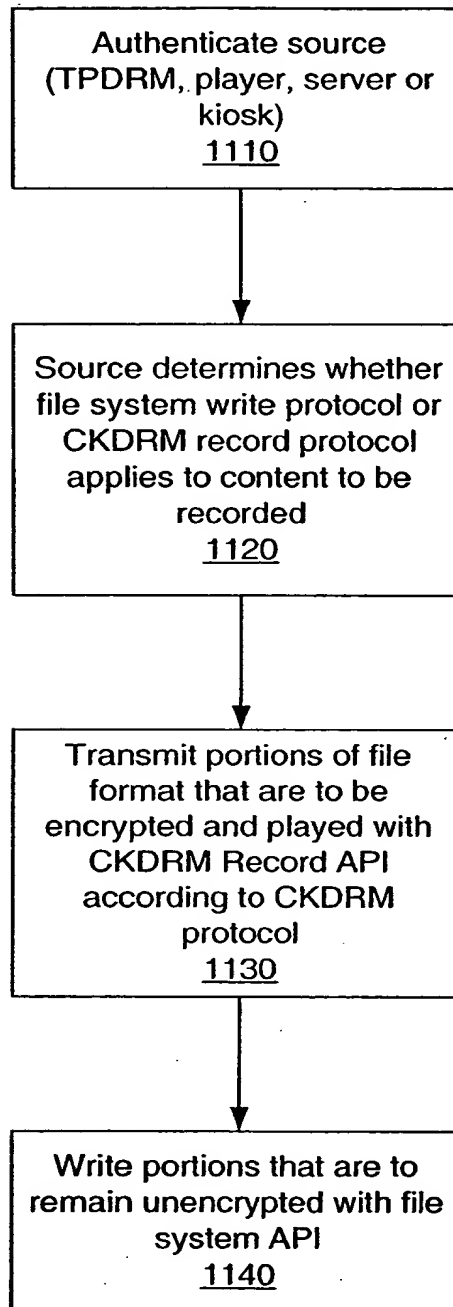 Authenticate source
(TPDRM, player, server or
kiosk)
1110
Source determines whether
file system write protocol or
CKDRM record protocol
applies to content to be
recorded
1120
Transmit portions of file
format that are to be
encrypted and played with
CKDRM Record API
according to CKDRM
protocol
1130
Write portions that are to
remain unencrypted with file
system API
1140